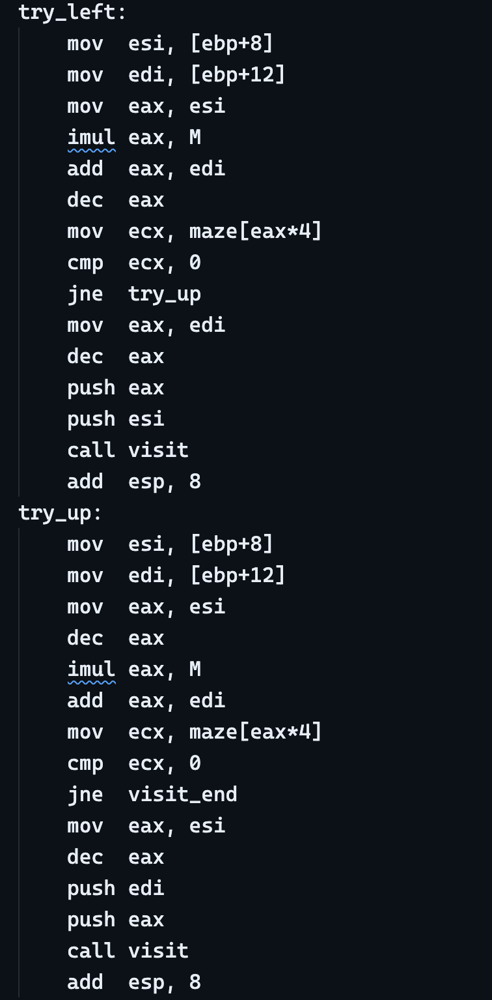 try_left:
mov esi, [ebp+8]
mov edi, [ebp+12]
mov eax, esi
imul eax, M
add eax, edi
dec eax
mov ecx, maze[eax*4]
cmp ecx, 0
jne try_up
mov eax, edi
dec eax
push eax
push esi
call visit
add esp, 8
try_up:
mov esi, [ebp+8]
mov edi, [ebp+12]
mov eax, esi
dec eax
imul eax, M
add eax, edi
mov ecx, maze[eax*4]
cmp ecx, 0
jne visit_end
mov eax, esi
dec eax
push edi
push eax
call visit
add esp, 8